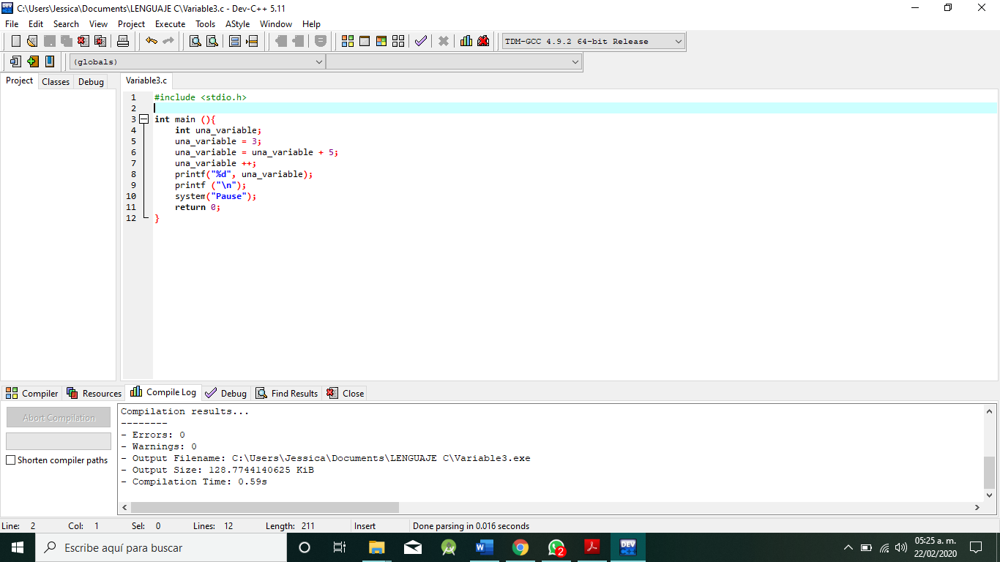 C:\Users\Jessica\Documents\LENGUAJE C\Variable3.c - Dev-C++ 5.11
File Edit Search View Project Execute Tools AStyle Window Help
TDM-GCC 4.9.2 64-bit Release
(globals)
Project Classes Debug
Variable3.c
1 #include <stdio.h>
2
3 int main (){
4 int una_variable;
5 una_variable = 3;
6 una_variable = una_variable + 5;
7 una_variable ++;
8 printf("%d", una_variable);
9 printf ("\n");
10 system("Pause");
11 return 0;
12 }
Compiler Resources Compile Log Debug Find Results Close
Abort Compilation
Shorten compiler paths
Compilation results...
--------
- Errors: 0
- Warnings: 0
- Output Filename: C:\Users\Jessica\Documents\LENGUAJE C\Variable3.exe
- Output Size: 128.7744140625 KiB
- Compilation Time: 0.59s
Line: 2 Col: 1 Sel: 0 Lines: 12 Length: 211 Insert Done parsing in 0.016 seconds
Escribe aquí para buscar
2
DEV
05:25 a. m.
22/02/2020